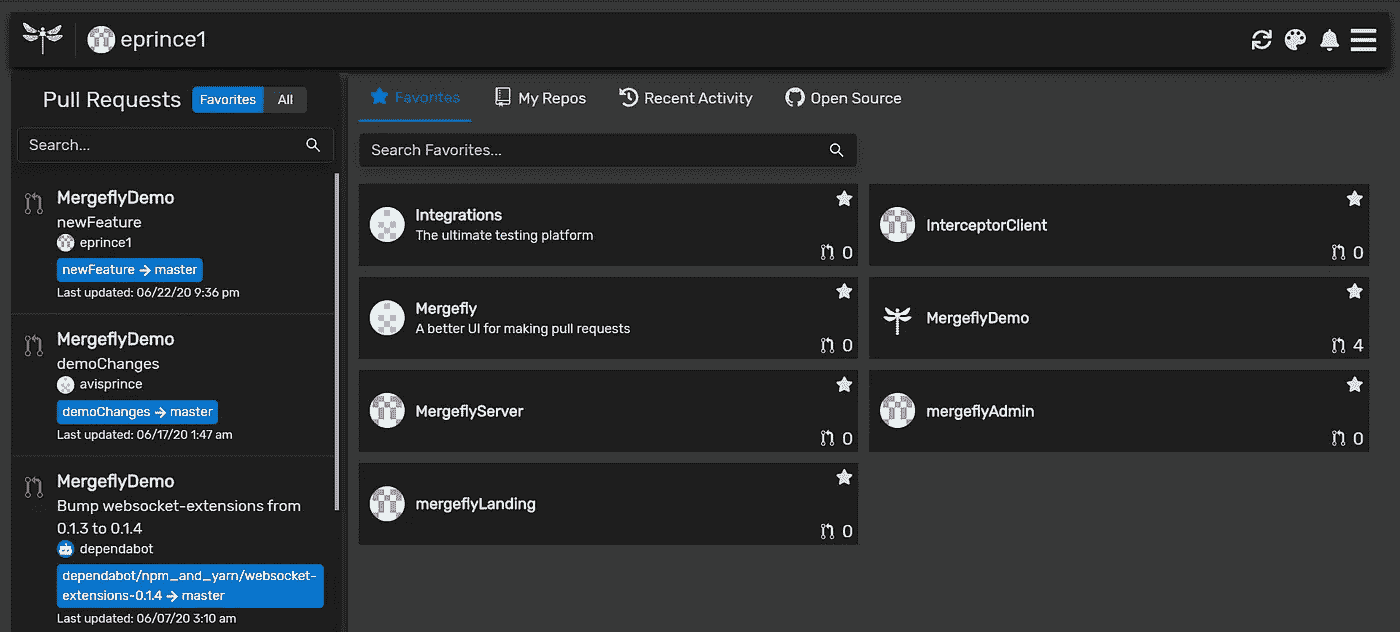 eprince1
Pull Requests
Favorites
All
Search...
MergeflyDemo
newFeature
eprince1
newFeature → master
Last updated: 06/22/20 9:36 pm
MergeflyDemo
demoChanges
avisprince
demoChanges → master
Last updated: 06/17/20 1:47 am
MergeflyDemo
Bump websocket-extensions from
0.1.3 to 0.1.4
dependabot
dependabot/npm_and_yarn/websocket-
extensions-0.1.4 → master
Last updated: 06/07/20 3:10 am
Favorites
My Repos
Recent Activity
Open Source
Search Favorites...
Integrations
The ultimate testing platform
0
InterceptorClient
0
Mergefly
A better UI for making pull requests
0
MergeflyDemo
4
MergeflyServer
0
mergeflyAdmin
0
mergeflyLanding
0